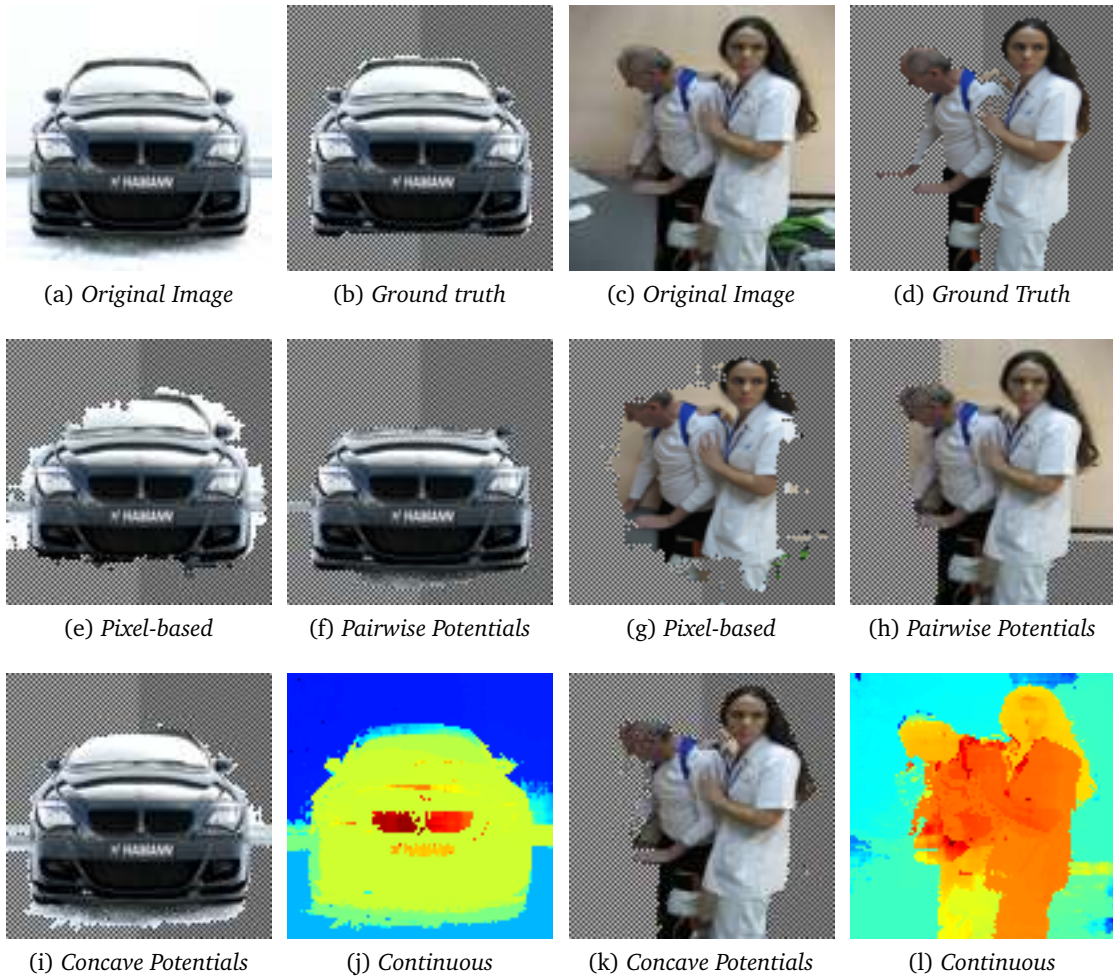 (a) Original Image
(b) Ground truth
(c) Original Image
(d) Ground Truth
(e) Pixel-based
(f) Pairwise Potentials
(g) Pixel-based
(h) Pairwise Potentials
(i) Concave Potentials
(j) Continuous
(k) Concave Potentials
(l) Continuous